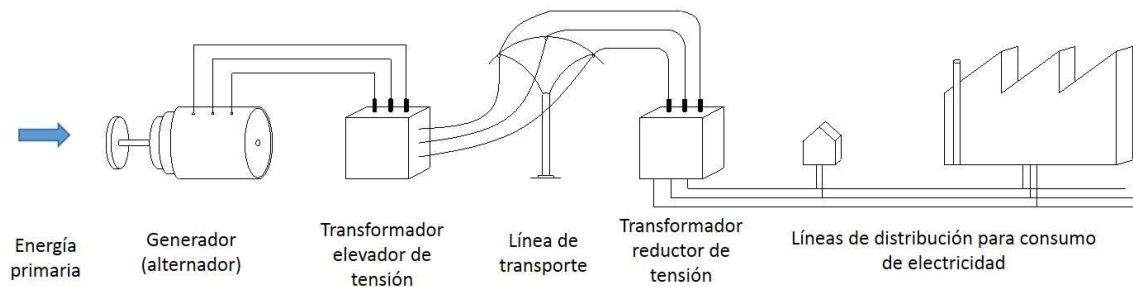 Energía
primaria
Generador
(alternador)
Transformador
elevador de
tensión
Línea de
transporte
Transformador
reductor de
tensión
Líneas de distribución para consumo
de electricidad